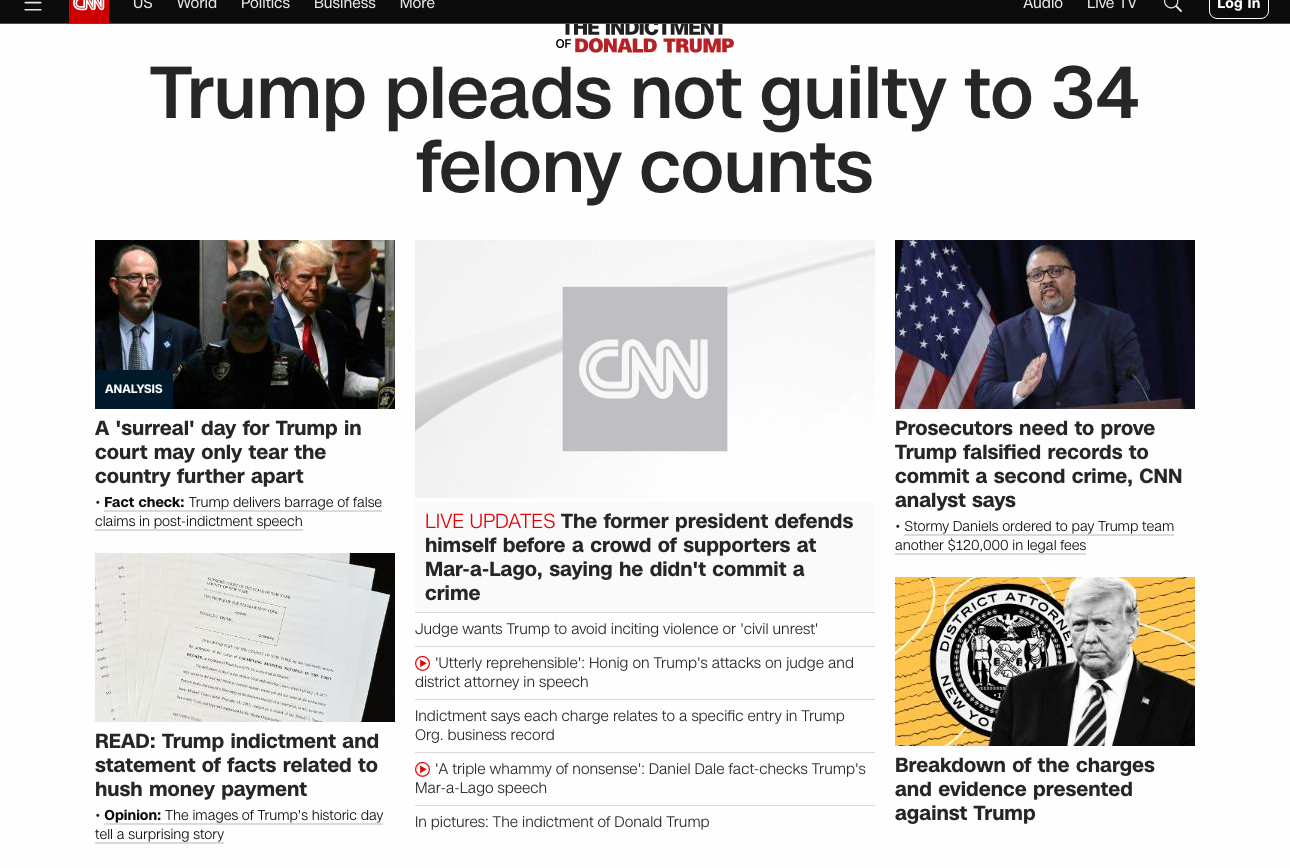 CNN
US
World
Politics
Business
More
Audio
Live TV
Log In
THE INDICTMENT
OF DONALD TRUMP
Trump pleads not guilty to 34
felony counts
ANALYSIS
A 'surreal' day for Trump in
court may only tear the
country further apart
• Fact check: Trump delivers barrage of false
claims in post-indictment speech
READ: Trump indictment and
statement of facts related to
hush money payment
• Opinion: The images of Trump's historic day
tell a surprising story
CNN
LIVE UPDATES The former president defends
himself before a crowd of supporters at
Mar-a-Lago, saying he didn't commit a
crime
Judge wants Trump to avoid inciting violence or 'civil unrest'
'Utterly reprehensible': Honig on Trump's attacks on judge and
district attorney in speech
Indictment says each charge relates to a specific entry in Trump
Org. business record
'A triple whammy of nonsense': Daniel Dale fact-checks Trump's
Mar-a-Lago speech
In pictures: The indictment of Donald Trump
Prosecutors need to prove
Trump falsified records to
commit a second crime, CNN
analyst says
• Stormy Daniels ordered to pay Trump team
another $120,000 in legal fees
DISTRICT ATTORNEY
NEW YO
Breakdown of the charges
and evidence presented
against Trump